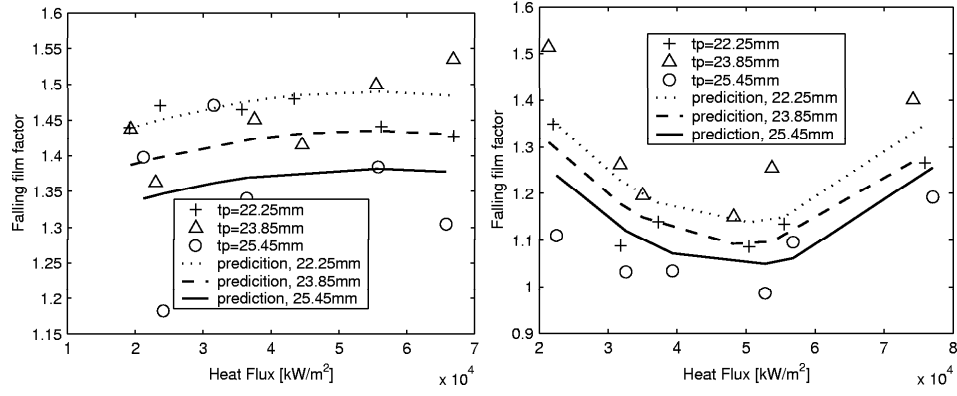 1.6
1.55
1.5
1.45
1.4
1.35
1.3
1.25
1.2
1.15
Falling film factor
tp=22.25mm
tp=23.85mm
tp=25.45mm
predicition, 22.25mm
predicition, 23.85mm
prediction, 25.45mm
1 2 3 4 5 6 7
Heat Flux [kW/m²]
x 10⁴
1.6
1.5
1.4
1.3
1.2
1.1
1
0.9
Falling film factor
tp=22.25mm
tp=23.85mm
tp=25.45mm
predicition, 22.25mm
predicition, 23.85mm
prediction, 25.45mm
2 3 4 5 6 7 8
Heat Flux [kW/m²]
x 10⁴